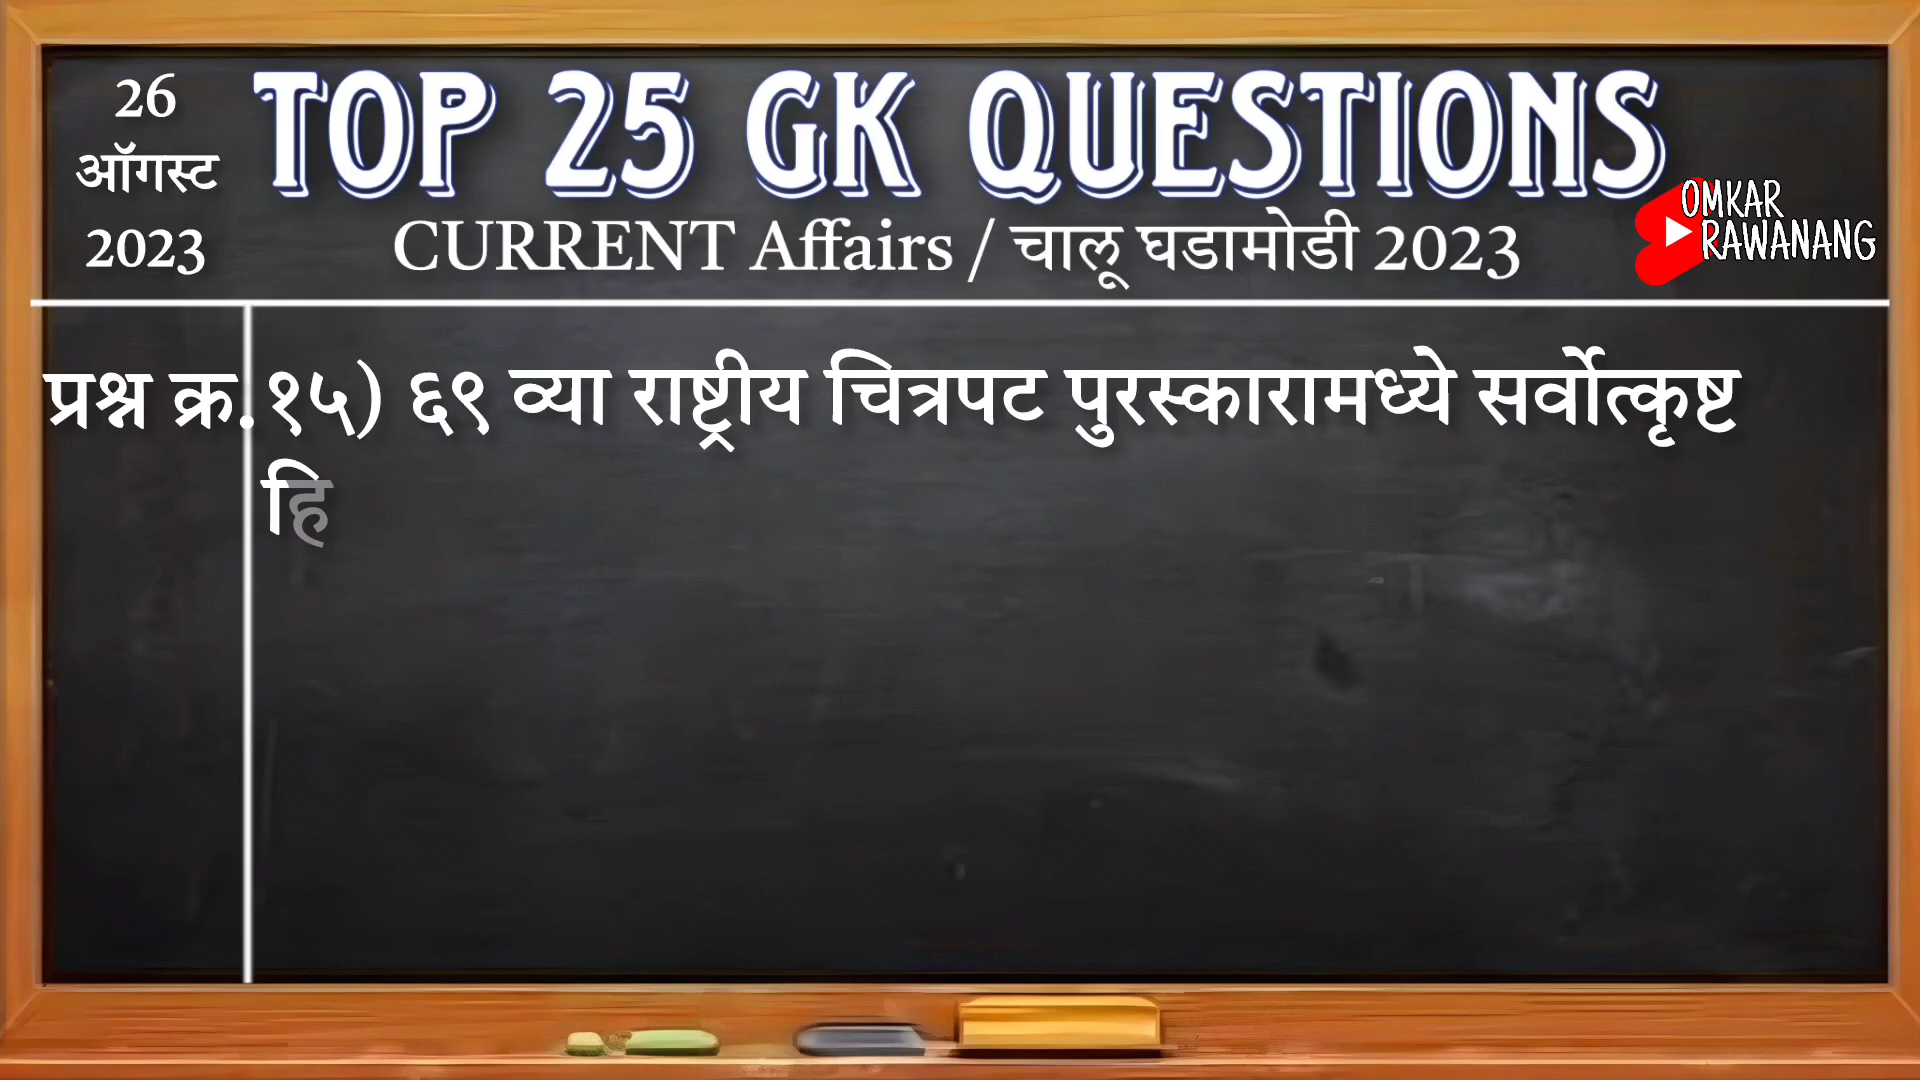 26
ऑगस्ट
2023
TOP 25 GK QUESTIONS
CURRENT Affairs / चालू घडामोडी 2023
OMKAR
RAWANANG
प्रश्न क्र.१५) ६९ व्या राष्ट्रीय चित्रपट पुरस्कारामध्ये सर्वोत्कृष्ट
हि